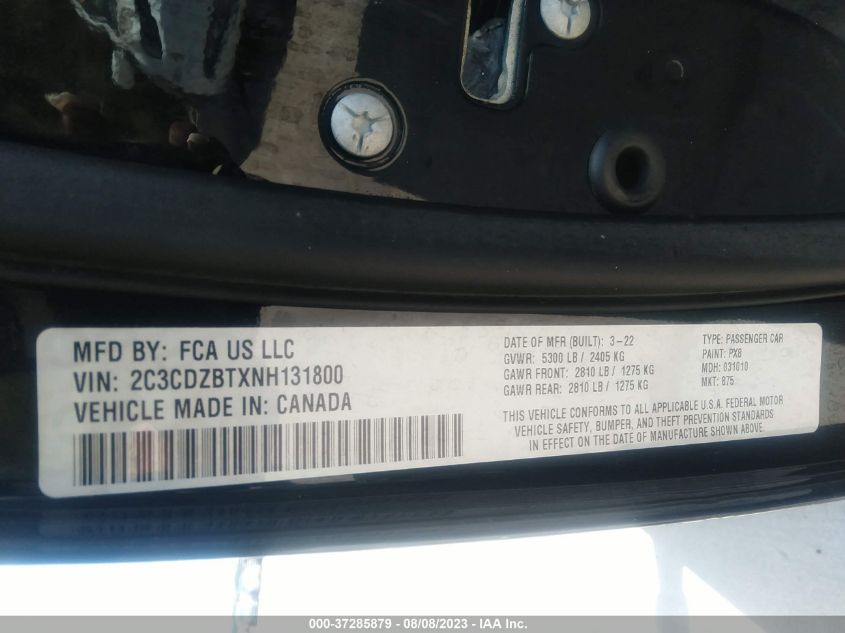 MFD BY: FCA US LLC
VIN: 2C3CDZBTXNH131800
VEHICLE MADE IN: CANADA
DATE OF MFR (BUILT): 3-22
GVWR: 5300 LB / 2405 KG
GAWR FRONT: 2810 LB / 1275 KG
GAWR REAR: 2810 LB / 1275 KG
TYPE: PASSENGER CAR
PAINT: PX8
MDH: 031010
MKT: 875
THIS VEHICLE CONFORMS TO ALL APPLICABLE U.S.A. FEDERAL MOTOR
VEHICLE SAFETY, BUMPER, AND THEFT PREVENTION STANDARDS
IN EFFECT ON THE DATE OF MANUFACTURE SHOWN ABOVE.
000-37285879 - 08/08/2023 - IAA Inc.